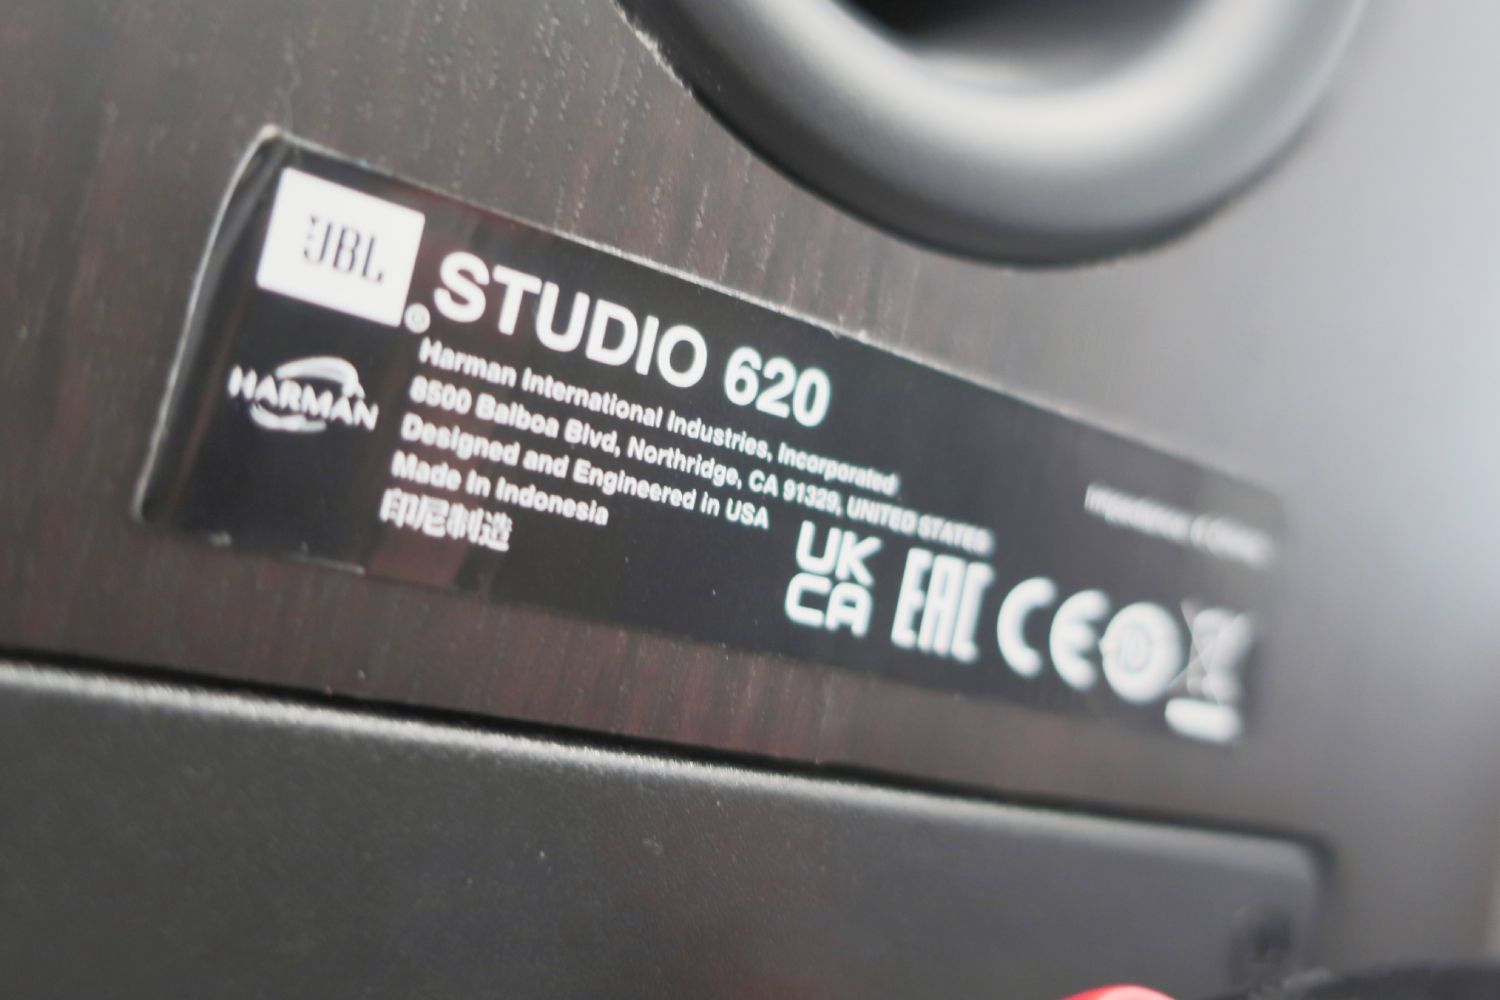 JBL
STUDIO 620
HARMAN
Harman International Industries, Incorporated
8500 Balboa Blvd, Northridge, CA 91329, UNITED STATES
Designed and Engineered in USA
Made in Indonesia
印尼制造
Impedance
UK
CA
EAC
CE